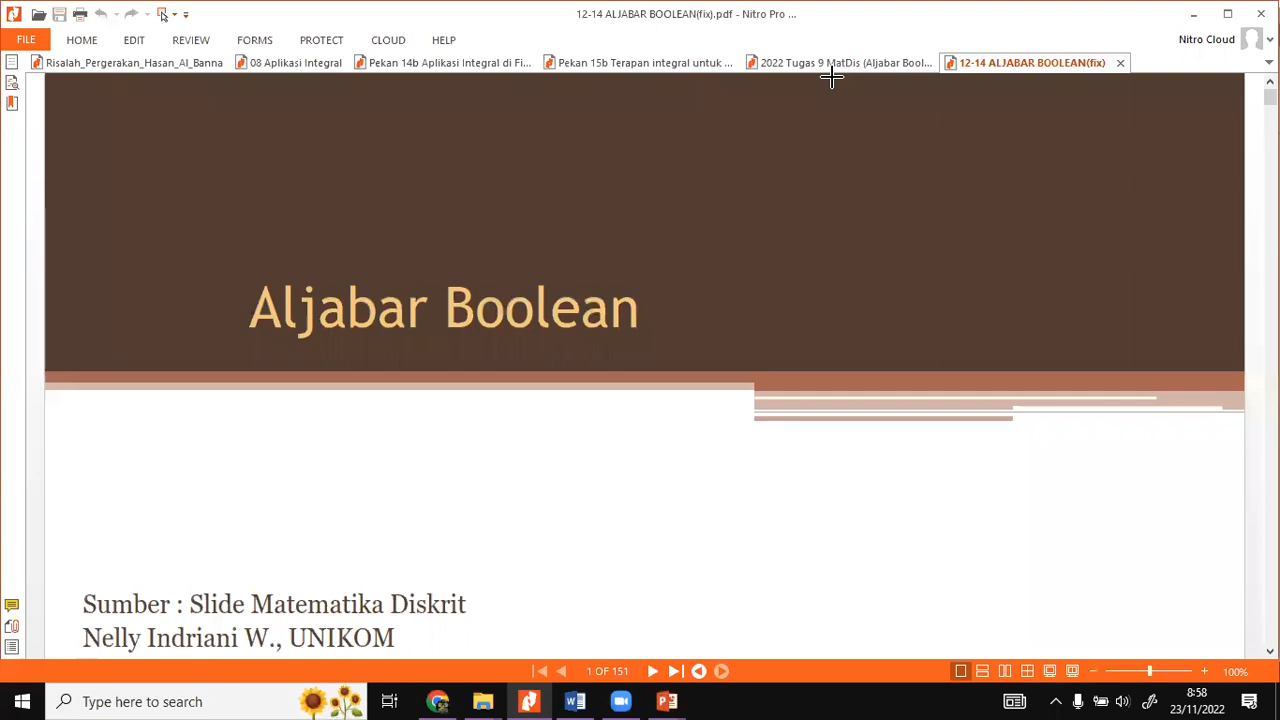 12-14 ALJABAR BOOLEAN(fix).pdf - Nitro Pro ...
FILE HOME EDIT REVIEW FORMS PROTECT CLOUD HELP Nitro Cloud
Risalah_Pergerakan_Hasan_Al_Banna 08 Aplikasi Integral Pekan 14b Aplikasi Integral di Fi... Pekan 15b Terapan integral untuk ... 2022 Tugas 9 MatDis (Aljabar Bool... 12-14 ALJABAR BOOLEAN(fix)
Aljabar Boolean
Sumber : Slide Matematika Diskrit
Nelly Indriani W., UNIKOM
1 OF 151 100%
Type here to search 8:58
23/11/2022